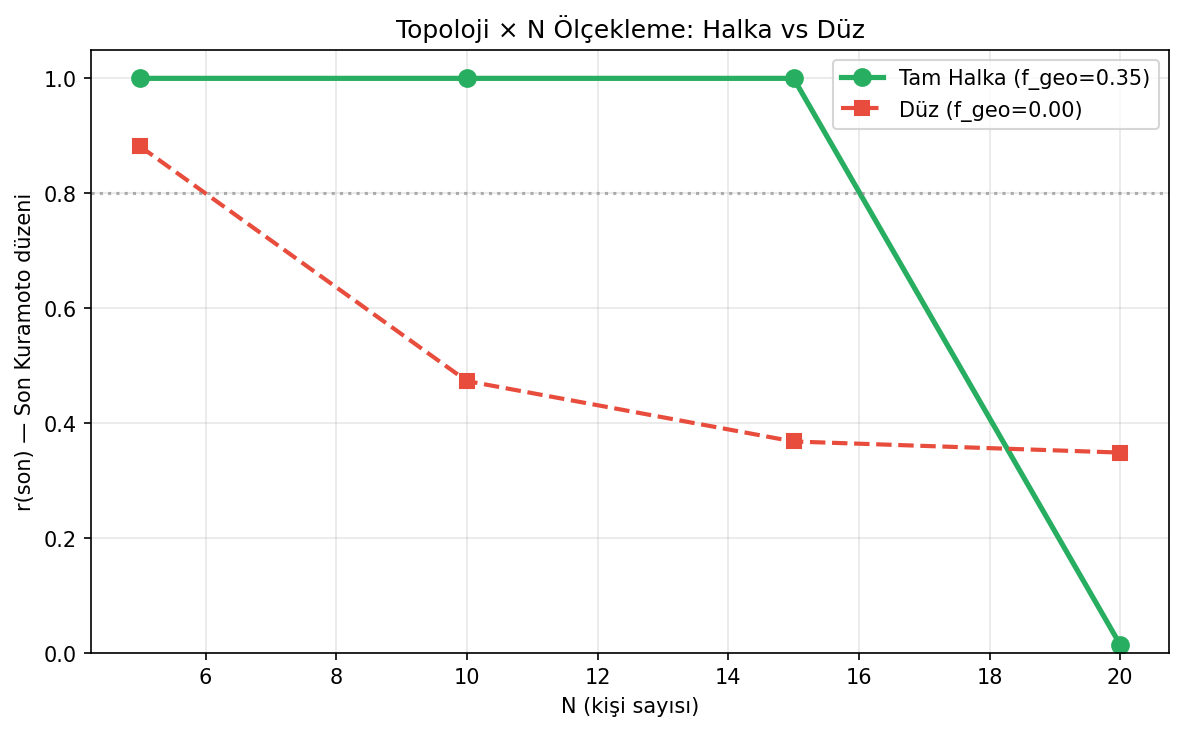 Topoloji × N Ölçekleme: Halka vs Düz
Tam Halka (f_geo=0.35)
Düz (f_geo=0.00)
r(son) — Son Kuramoto düzeni
1.0
0.8
0.6
0.4
0.2
0.0
6 8 10 12 14 16 18 20
N (kişi sayısı)